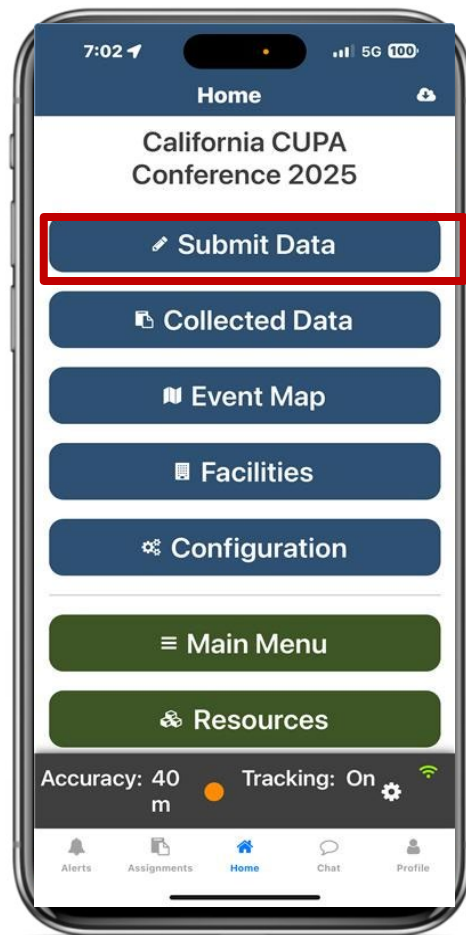 7:02 5G 100
Home
California CUPA
Conference 2025
Submit Data
Collected Data
Event Map
Facilities
Configuration
Main Menu
Resources
Accuracy: 40 m Tracking: On
Alerts Assignments Home Chat Profile